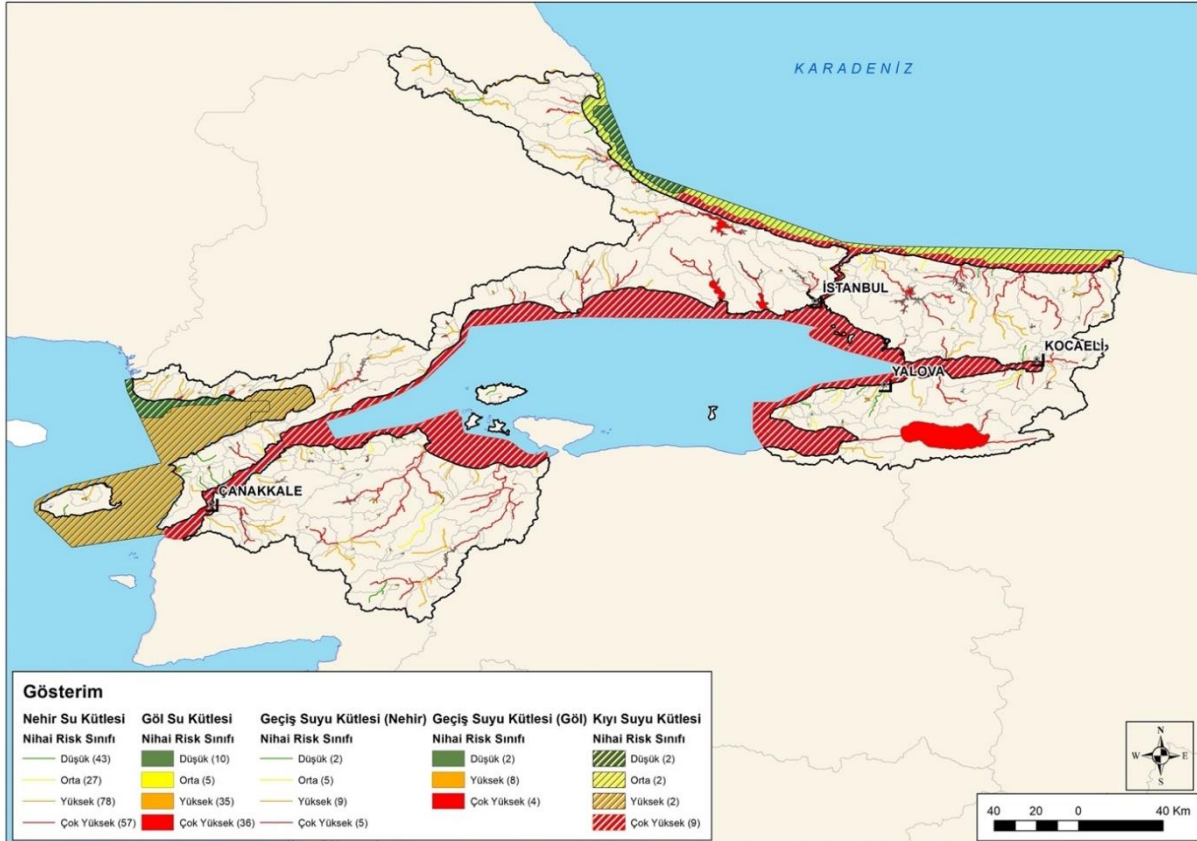 KARADENİZ
İSTANBUL
KOCAELİ
YALOVA
ÇANAKKALE
Gösterim
Nehir Su Kütlesi
Nihai Risk Sınıfı
Düşük (43)
Orta (27)
Yüksek (78)
Çok Yüksek (57)
Göl Su Kütlesi
Nihai Risk Sınıfı
Düşük (10)
Orta (5)
Yüksek (35)
Çok Yüksek (36)
Geçiş Suyu Kütlesi (Nehir)
Nihai Risk Sınıfı
Düşük (2)
Orta (5)
Yüksek (9)
Çok Yüksek (5)
Geçiş Suyu Kütlesi (Göl)
Nihai Risk Sınıfı
Düşük (2)
Yüksek (8)
Çok Yüksek (4)
Kıyı Suyu Kütlesi
Nihai Risk Sınıfı
Düşük (2)
Orta (2)
Yüksek (2)
Çok Yüksek (9)
N
W E
S
40 20 0 40 Km